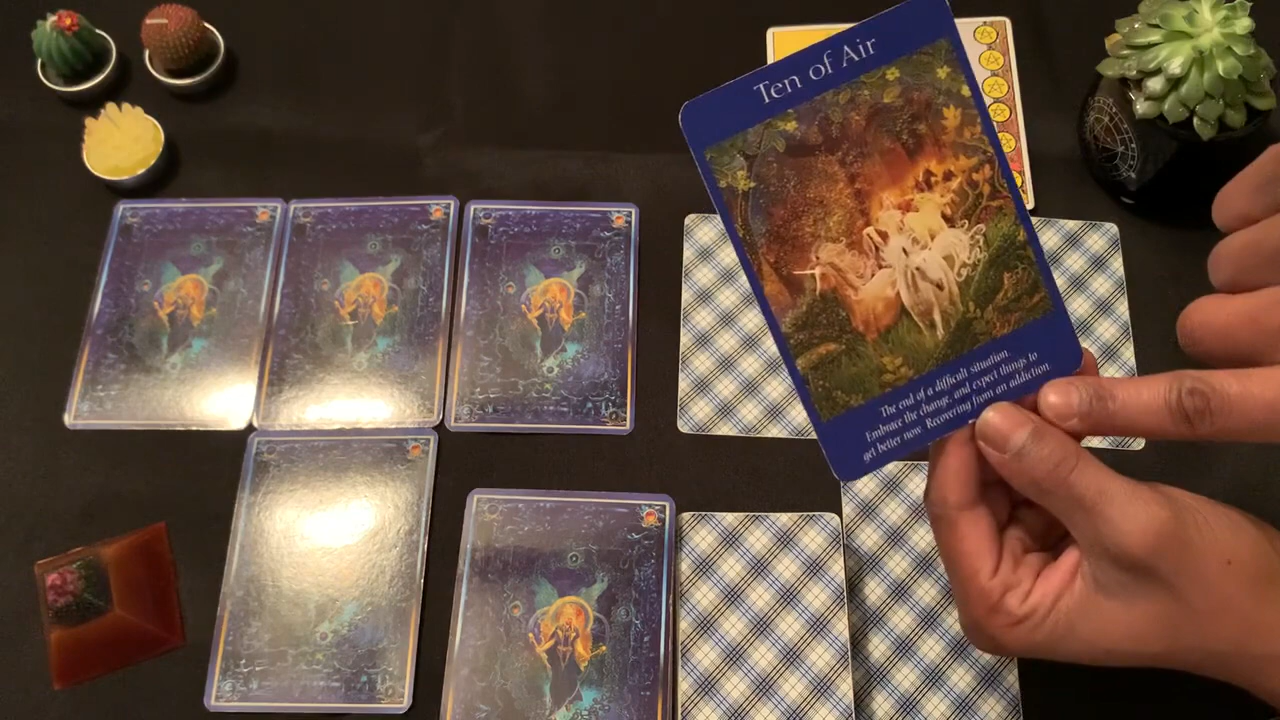 Ten of Air
The end of a difficult situation.
Embrace the change, and expect things to
get better now. Recovering from an addiction.